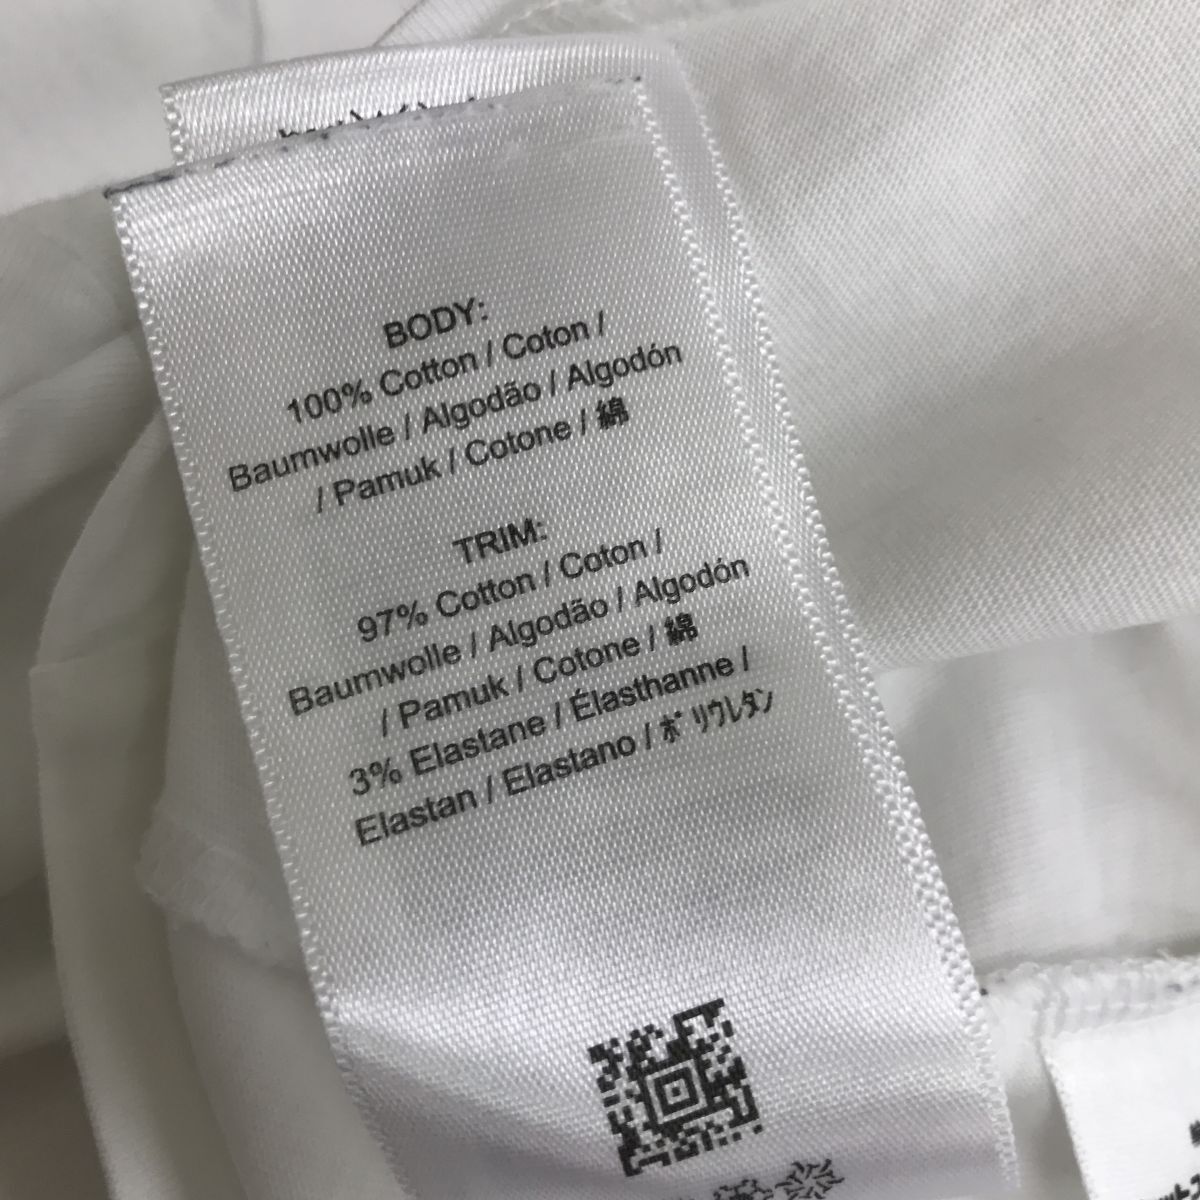 BODY:
100% Cotton / Coton /
Baumwolle / Algodão / Algodón
/ Pamuk / Cotone / 綿
TRIM:
97% Cotton / Coton /
Baumwolle / Algodão / Algodón
/ Pamuk / Cotone / 綿
3% Elastane / Élasthanne /
Elastan / Elastano / ﾎﾟﾘｳﾚﾀﾝ